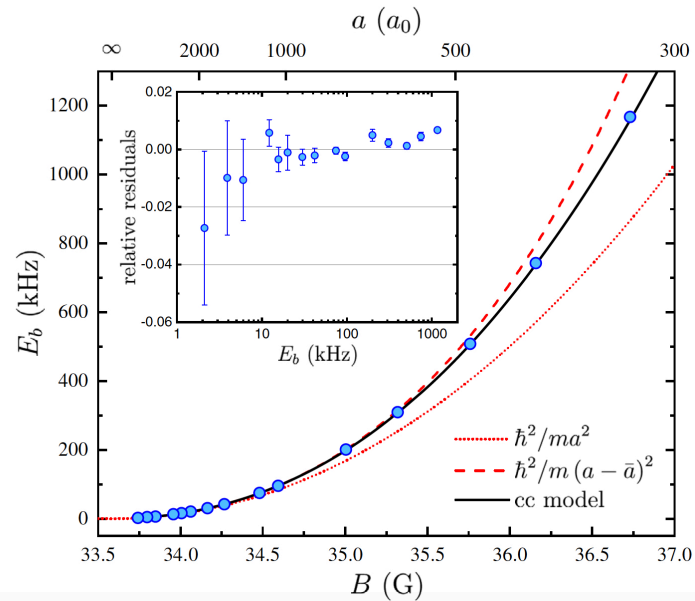 a (a₀)
∞ 2000 1000 500 300
E_b (kHz)
1200
1000
800
600
400
200
0
relative residuals
0.02
0.00
-0.02
-0.04
-0.06
1 10 100 1000
E_b (kHz)
ħ²/ma²
ħ²/m (a − ā)²
cc model
33.5 34.0 34.5 35.0 35.5 36.0 36.5 37.0
B (G)